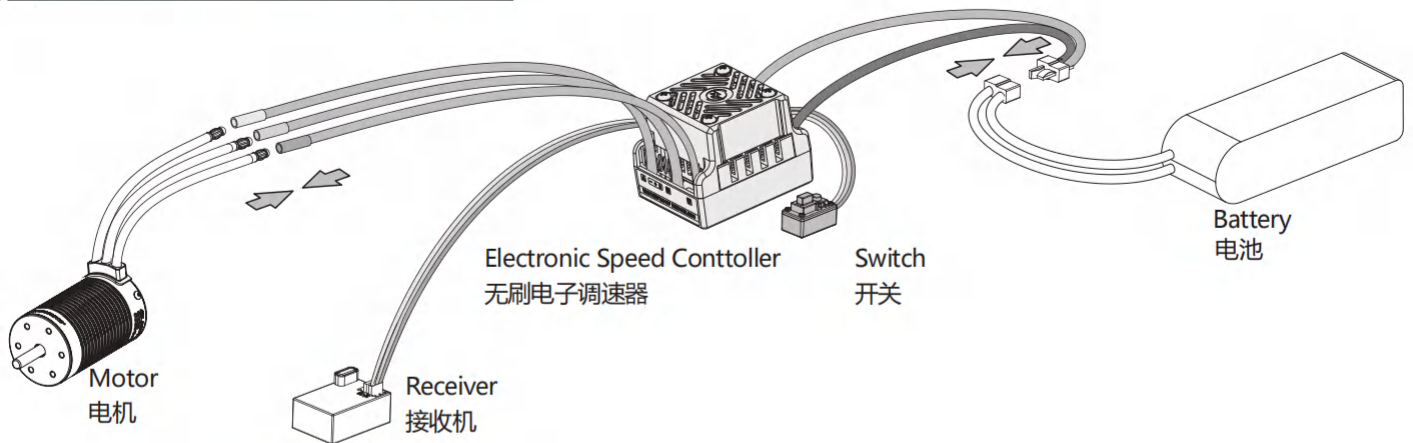 Electronic Speed Conttoller
无刷电子调速器
Switch
开关
Battery
电池
Motor
电机
Receiver
接收机